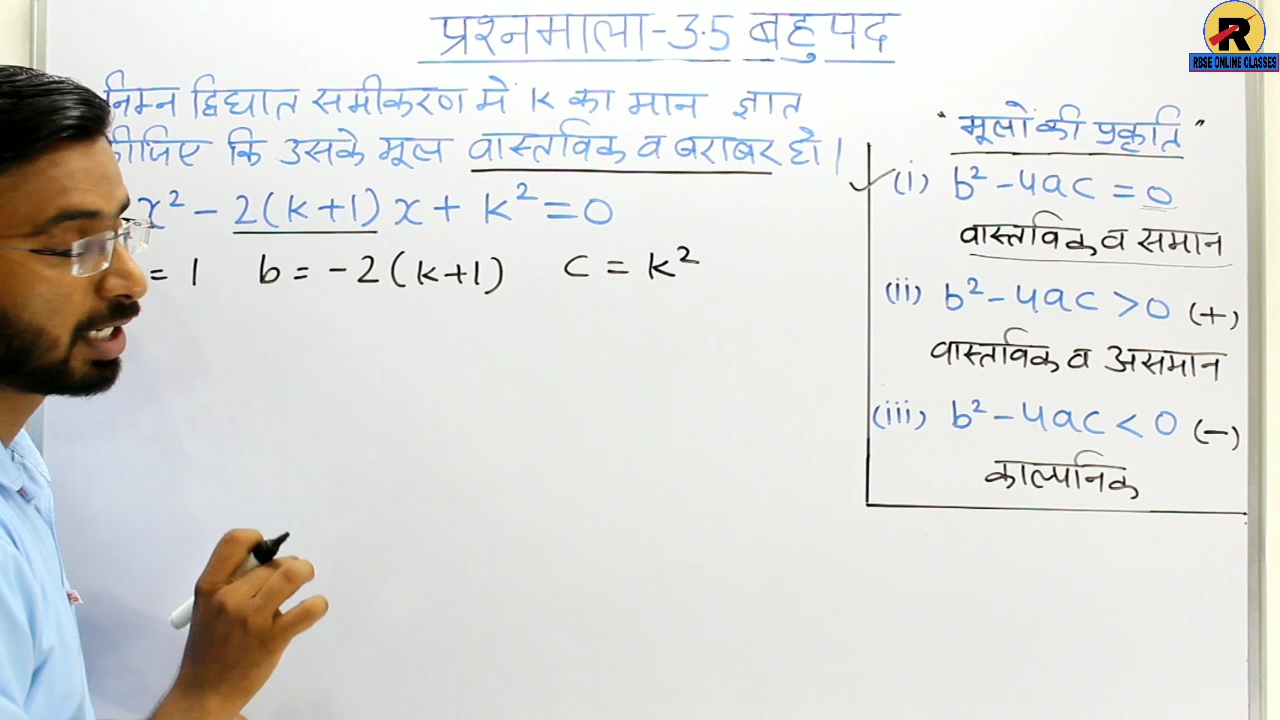 प्रश्नमाला-3.5 बहुपद
निम्न द्विघात समीकरण में k का मान ज्ञात
कीजिए कि उसके मूल वास्तविक व बराबर हो।
x² - 2(k+1)x + k² = 0
= 1 b = -2(k+1) c = k²
"मूलों की प्रकृति"
(i) b² - 4ac = 0
वास्तविक व समान
(ii) b² - 4ac > 0 (+)
वास्तविक व असमान
(iii) b² - 4ac < 0 (-)
काल्पनिक
R
RBSE ONLINE CLASSES